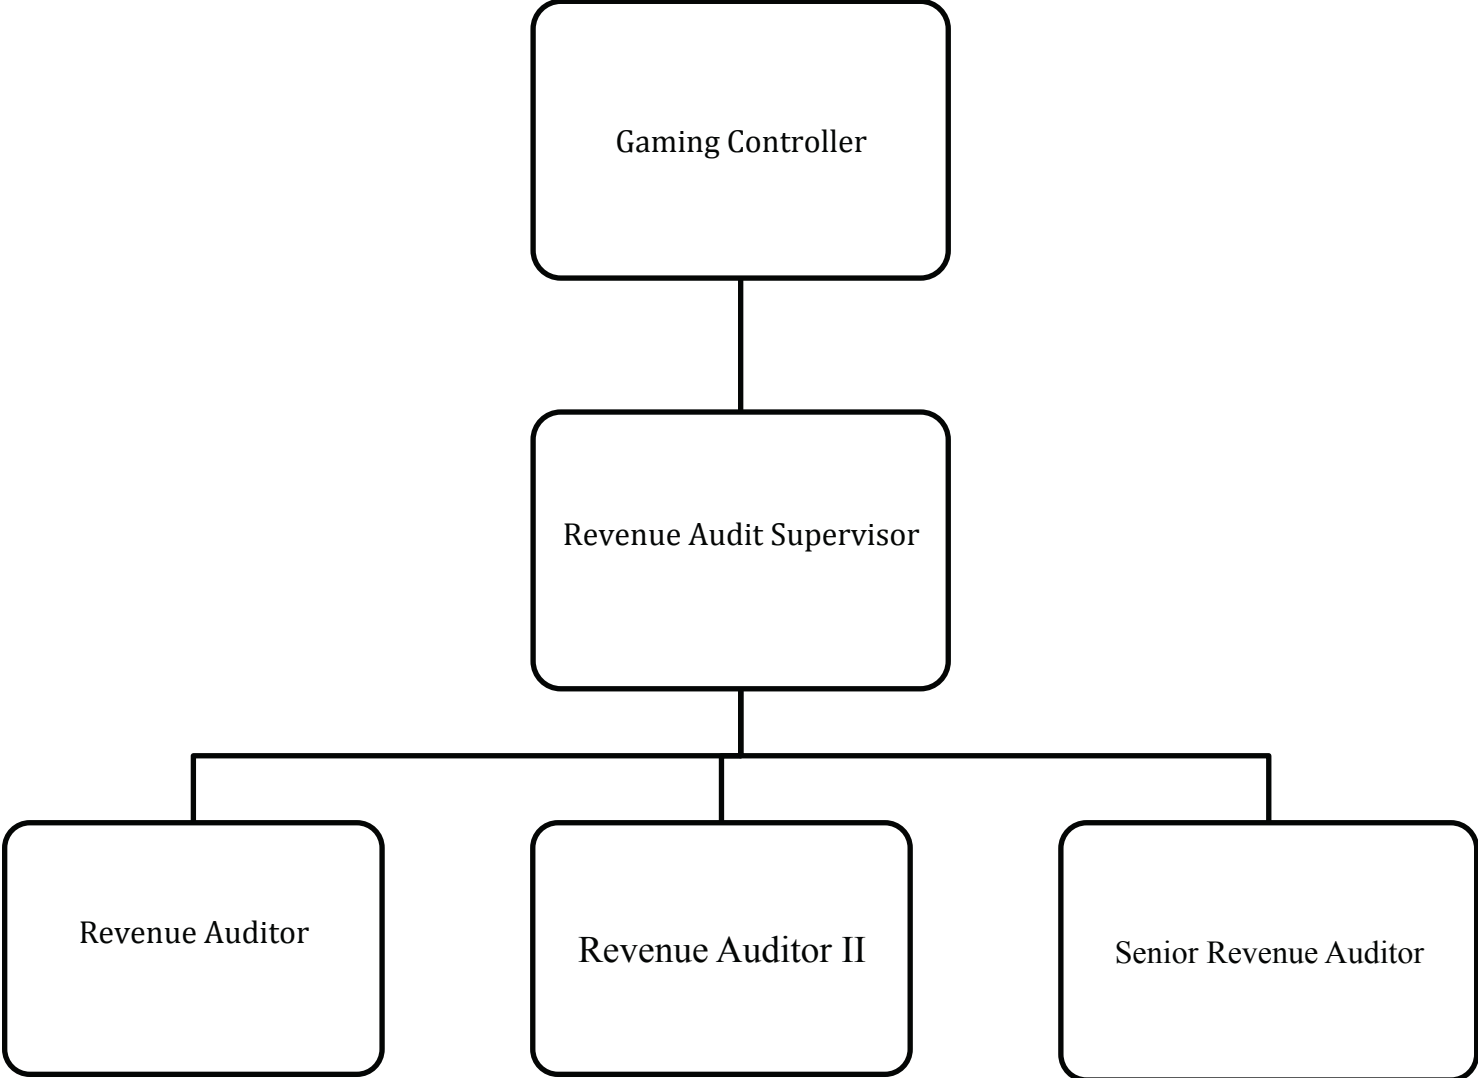 Gaming Controller
Revenue Audit Supervisor
Revenue Auditor
Revenue Auditor II
Senior Revenue Auditor